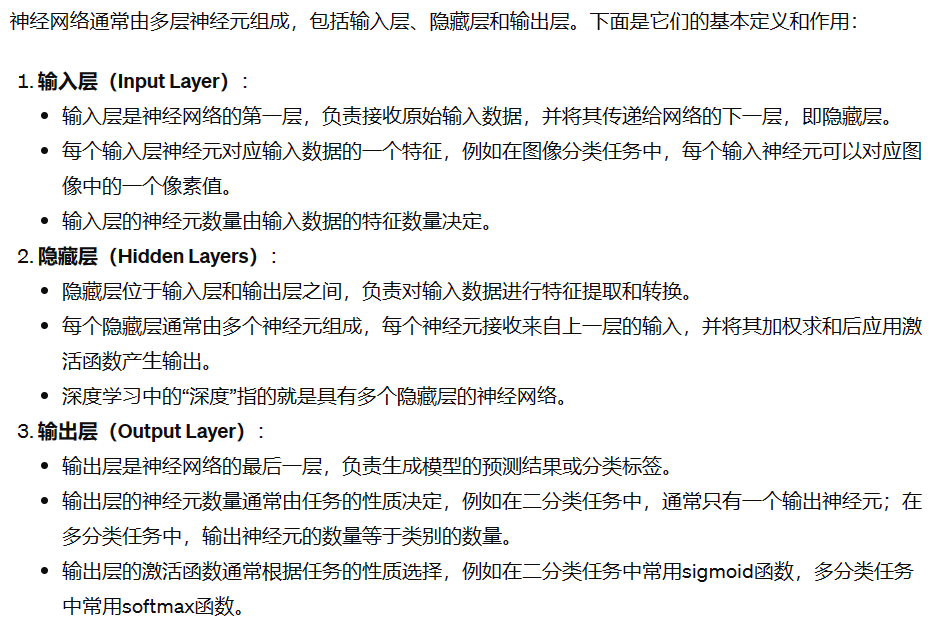 神经网络通常由多层神经元组成，包括输入层、隐藏层和输出层。下面是它们的基本定义和作用：
1. 输入层（Input Layer）：
• 输入层是神经网络的第一层，负责接收原始输入数据，并将其传递给网络的下一层，即隐藏层。
• 每个输入层神经元对应输入数据的一个特征，例如在图像分类任务中，每个输入神经元可以对应图
像中的一个像素值。
• 输入层的神经元数量由输入数据的特征数量决定。
2. 隐藏层（Hidden Layers）：
• 隐藏层位于输入层和输出层之间，负责对输入数据进行特征提取和转换。
• 每个隐藏层通常由多个神经元组成，每个神经元接收来自上一层的输入，并将其加权求和后应用激
活函数产生输出。
• 深度学习中的“深度”指的就是具有多个隐藏层的神经网络。
3. 输出层（Output Layer）：
• 输出层是神经网络的最后一层，负责生成模型的预测结果或分类标签。
• 输出层的神经元数量通常由任务的性质决定，例如在二分类任务中，通常只有一个输出神经元；在
多分类任务中，输出神经元的数量等于类别的数量。
• 输出层的激活函数通常根据任务的性质选择，例如在二分类任务中常用sigmoid函数，多分类任务
中常用softmax函数。